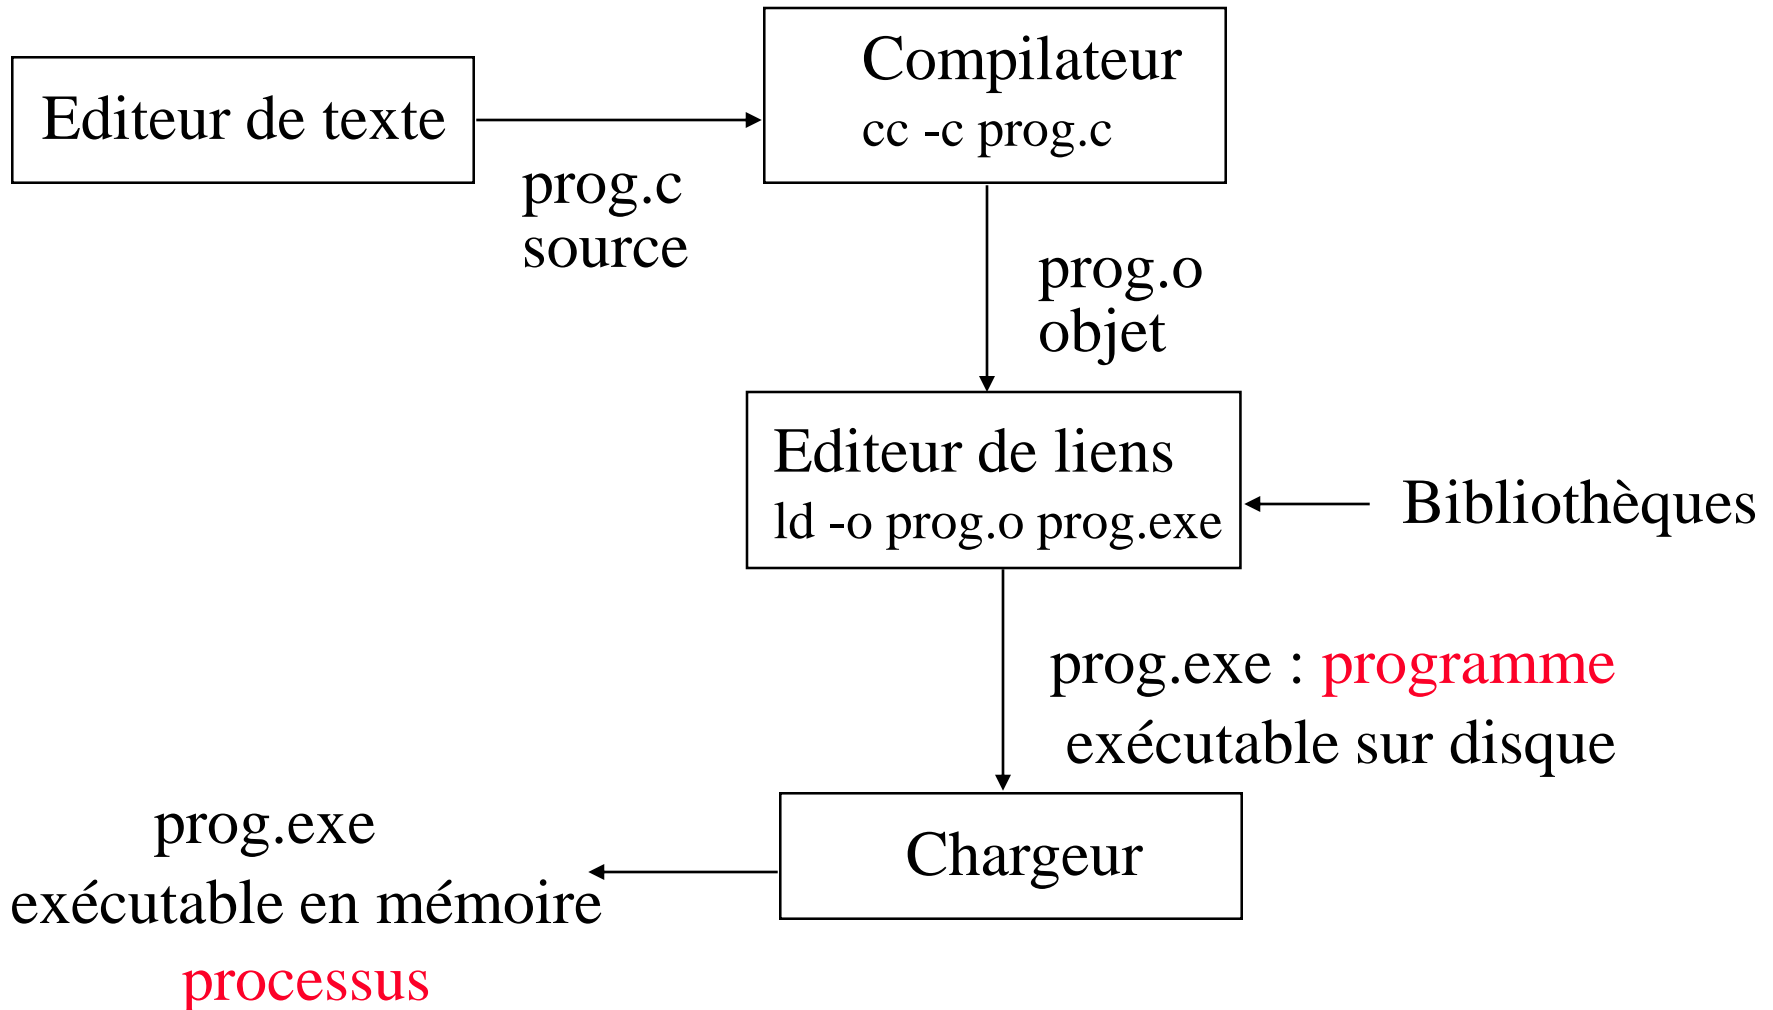 Editeur de texte
Compilateur
cc -c prog.c
prog.c
source
prog.o
objet
Editeur de liens
ld -o prog.o prog.exe
Bibliothèques
prog.exe : programme
exécutable sur disque
Chargeur
prog.exe
exécutable en mémoire
processus